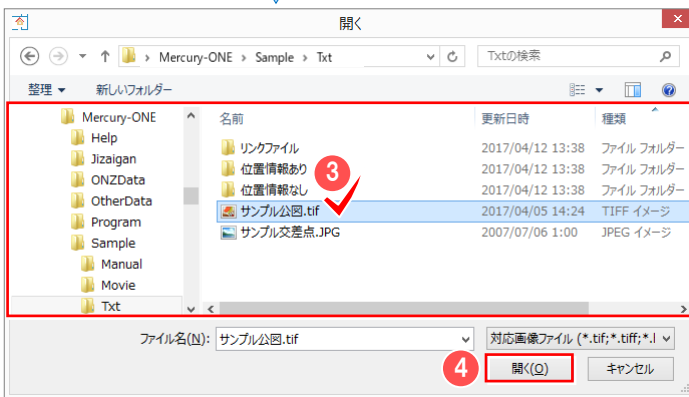 開く
Mercury-ONE › Sample › Txt
Txtの検索
整理 新しいフォルダー
名前 更新日時 種類
Mercury-ONE
Help
Jizaigan
ONZData
OtherData
Program
Sample
Manual
Movie
Txt
リンクファイル 2017/04/12 13:38 ファイル フォルダー
位置情報あり 2017/04/12 13:38 ファイル フォルダー
位置情報なし 2017/04/12 13:38 ファイル フォルダー
サンプル公図.tif 2017/04/05 14:24 TIFF イメージ
サンプル交差点.JPG 2007/07/06 1:00 JPEG イメージ
3
ファイル名(N): サンプル公図.tif 対応画像ファイル (*.tif;*.tiff;*.l
4
開く(O) キャンセル